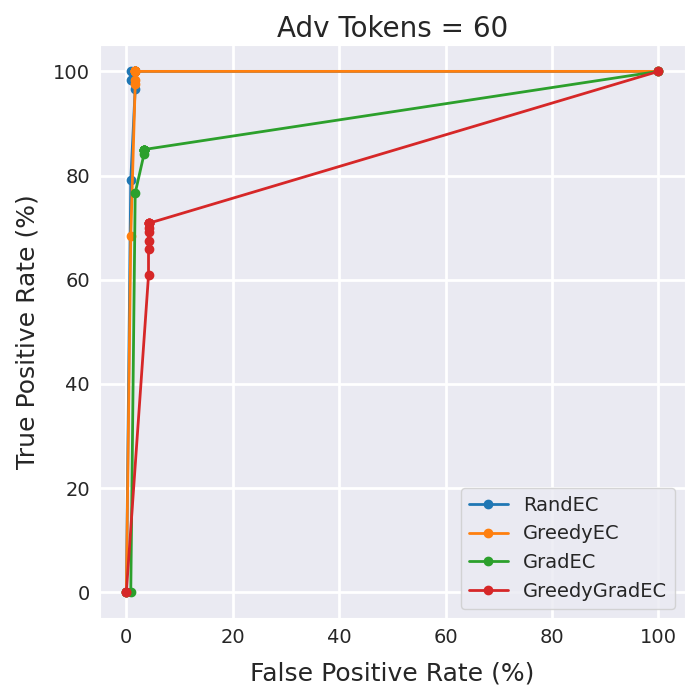 Adv Tokens = 60
True Positive Rate (%)
100
80
60
40
20
0
RandEC
GreedyEC
GradEC
GreedyGradEC
0 20 40 60 80 100
False Positive Rate (%)